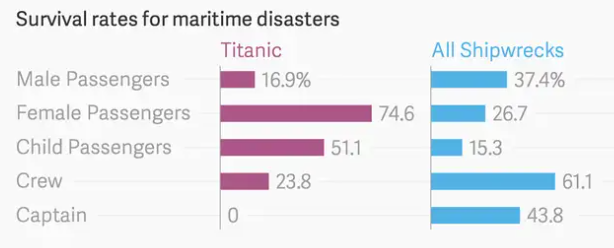 Survival rates for maritime disasters
Titanic All Shipwrecks
Male Passengers 16.9% 37.4%
Female Passengers 74.6 26.7
Child Passengers 51.1 15.3
Crew 23.8 61.1
Captain 0 43.8